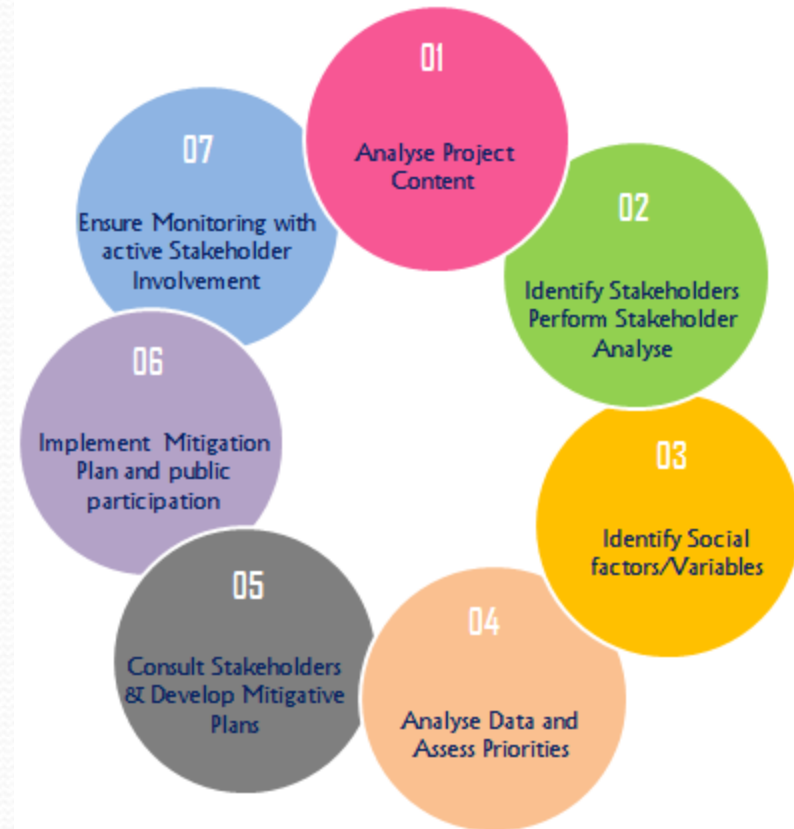 01
Analyse Project
Content
02
Identify Stakeholders
Perform Stakeholder
Analyse
03
Identify Social
factors/Variables
04
Analyse Data and
Assess Priorities
05
Consult Stakeholders
& Develop Mitigative
Plans
06
Implement Mitigation
Plan and public
participation
07
Ensure Monitoring with
active Stakeholder
Involvement